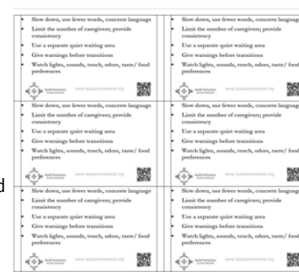 Slow down, use fewer words, concrete language
Limit the number of caregivers; provide
consistency
Use a separate quiet waiting area
Give warnings before transitions
Watch lights, sounds, touch, odors, taste/ food
preferences
Slow down, use fewer words, concrete language
Limit the number of caregivers; provide
consistency
Use a separate quiet waiting area
Give warnings before transitions
Watch lights, sounds, touch, odors, taste/ food
preferences
Slow down, use fewer words, concrete language
Limit the number of caregivers; provide
consistency
Use a separate quiet waiting area
Give warnings before transitions
Watch lights, sounds, touch, odors, taste/ food
preferences
Slow down, use fewer words, concrete language
Limit the number of caregivers; provide
consistency
Use a separate quiet waiting area
Give warnings before transitions
Watch lights, sounds, touch, odors, taste/ food
preferences
d
Slow down, use fewer words, concrete language
Limit the number of caregivers; provide
consistency
Use a separate quiet waiting area
Give warnings before transitions
Watch lights, sounds, touch, odors, taste/ food
preferences
Slow down, use fewer words, concrete language
Limit the number of caregivers; provide
consistency
Use a separate quiet waiting area
Give warnings before transitions
Watch lights, sounds, touch, odors, taste/ food
preferences